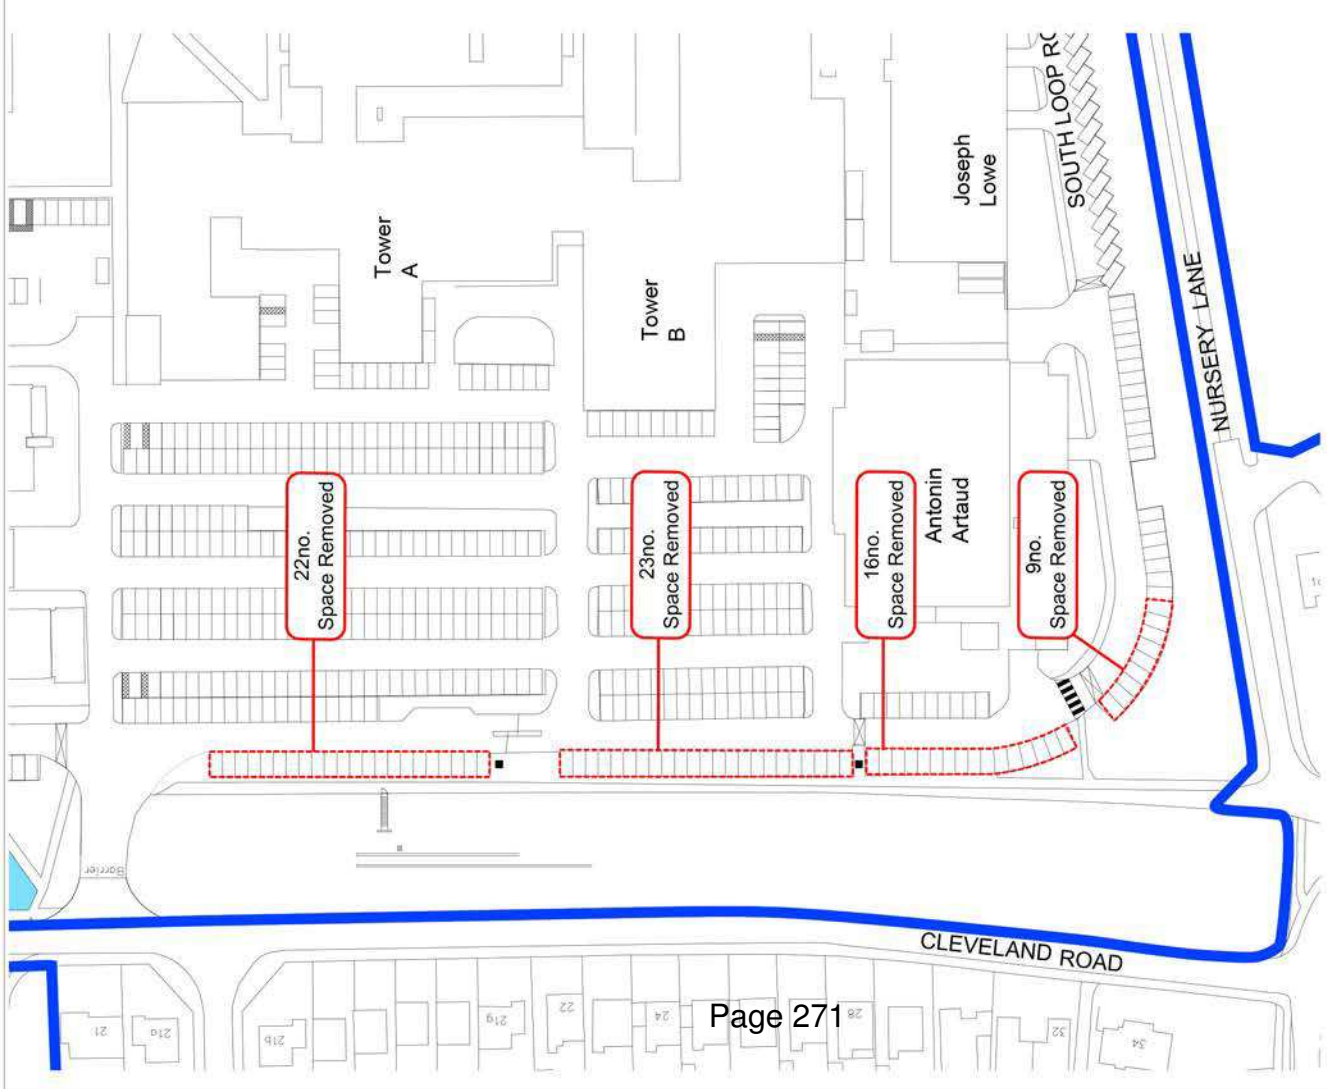 SOUTH LOOP RO
Joseph
Lowe
Tower
A
Tower
B
NURSERY LANE
22no.
Space Removed
23no.
Space Removed
16no.
Space Removed
Antonin
Artaud
9no.
Space Removed
Barrier
CLEVELAND ROAD
21
21a
21b
21g
22
24
28
32
34
Page 271